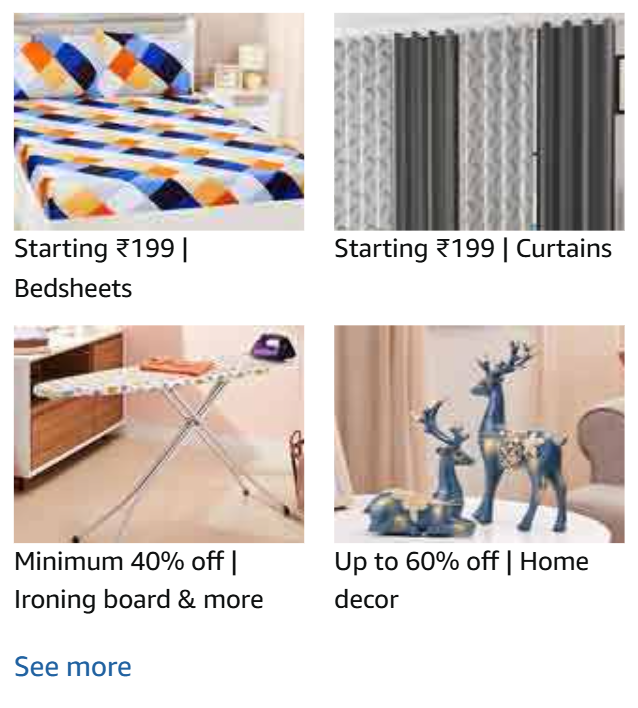 Starting ₹199 |
Bedsheets
Starting ₹199 | Curtains
Minimum 40% off |
Ironing board & more
Up to 60% off | Home
decor
See more